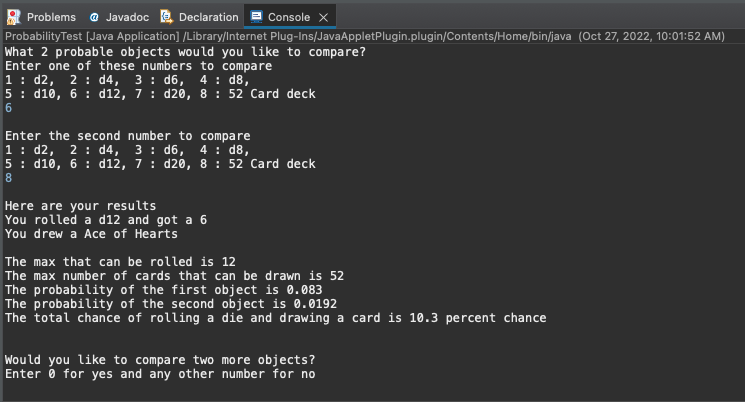 Problems @ Javadoc Declaration Console
ProbabilityTest [Java Application] /Library/Internet Plug-Ins/JavaAppletPlugin.plugin/Contents/Home/bin/java (Oct 27, 2022, 10:01:52 AM)
What 2 probable objects would you like to compare?
Enter one of these numbers to compare
1 : d2, 2 : d4, 3 : d6, 4 : d8,
5 : d10, 6 : d12, 7 : d20, 8 : 52 Card deck
6
Enter the second number to compare
1 : d2, 2 : d4, 3 : d6, 4 : d8,
5 : d10, 6 : d12, 7 : d20, 8 : 52 Card deck
8
Here are your results
You rolled a d12 and got a 6
You drew a Ace of Hearts
The max that can be rolled is 12
The max number of cards that can be drawn is 52
The probability of the first object is 0.083
The probability of the second object is 0.0192
The total chance of rolling a die and drawing a card is 10.3 percent chance
Would you like to compare two more objects?
Enter 0 for yes and any other number for no